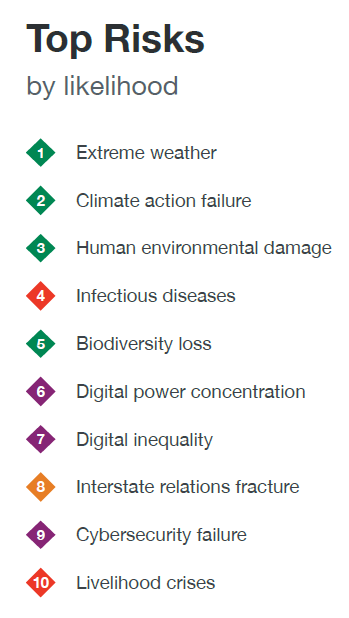 Top Risks
by likelihood
1 Extreme weather
2 Climate action failure
3 Human environmental damage
4 Infectious diseases
5 Biodiversity loss
6 Digital power concentration
7 Digital inequality
8 Interstate relations fracture
9 Cybersecurity failure
10 Livelihood crises